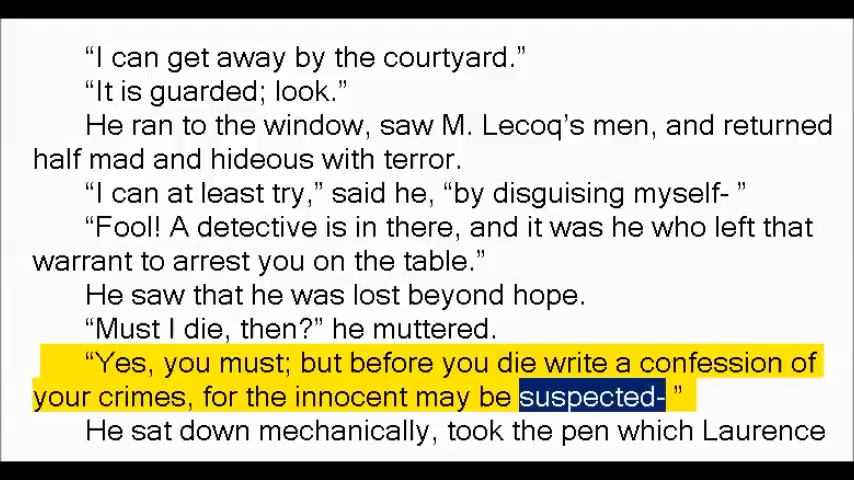 “I can get away by the courtyard.”
“It is guarded; look.”
He ran to the window, saw M. Lecoq’s men, and returned
half mad and hideous with terror.
“I can at least try,” said he, “by disguising myself- ”
“Fool! A detective is in there, and it was he who left that
warrant to arrest you on the table.”
He saw that he was lost beyond hope.
“Must I die, then?” he muttered.
“Yes, you must; but before you die write a confession of
your crimes, for the innocent may be suspected- ”
He sat down mechanically, took the pen which Laurence